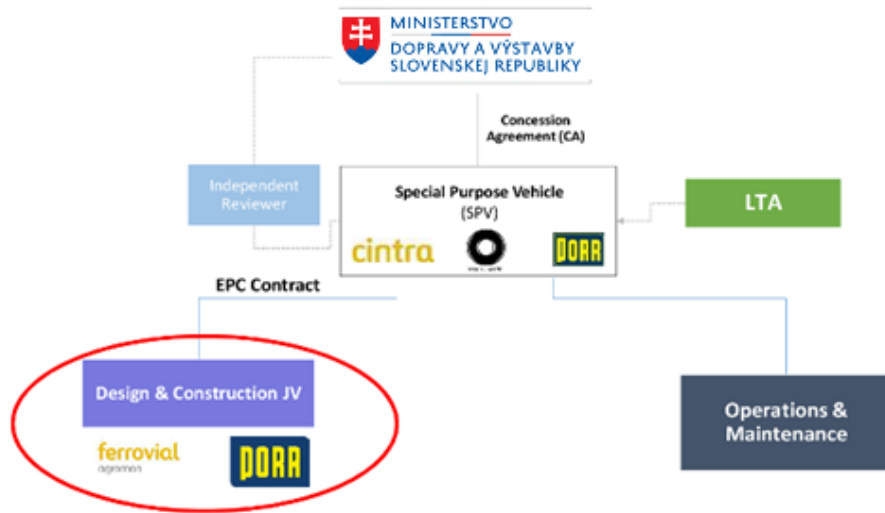 MINISTERSTVO
DOPRAVY A VÝSTAVBY
SLOVENSKEJ REPUBLIKY
Concession
Agreement (CA)
Independent
Reviewer
Special Purpose Vehicle
(SPV)
LTA
cintra
PORR
EPC Contract
Design & Construction JV
Operations &
Maintenance
ferrovial
agroman
PORR